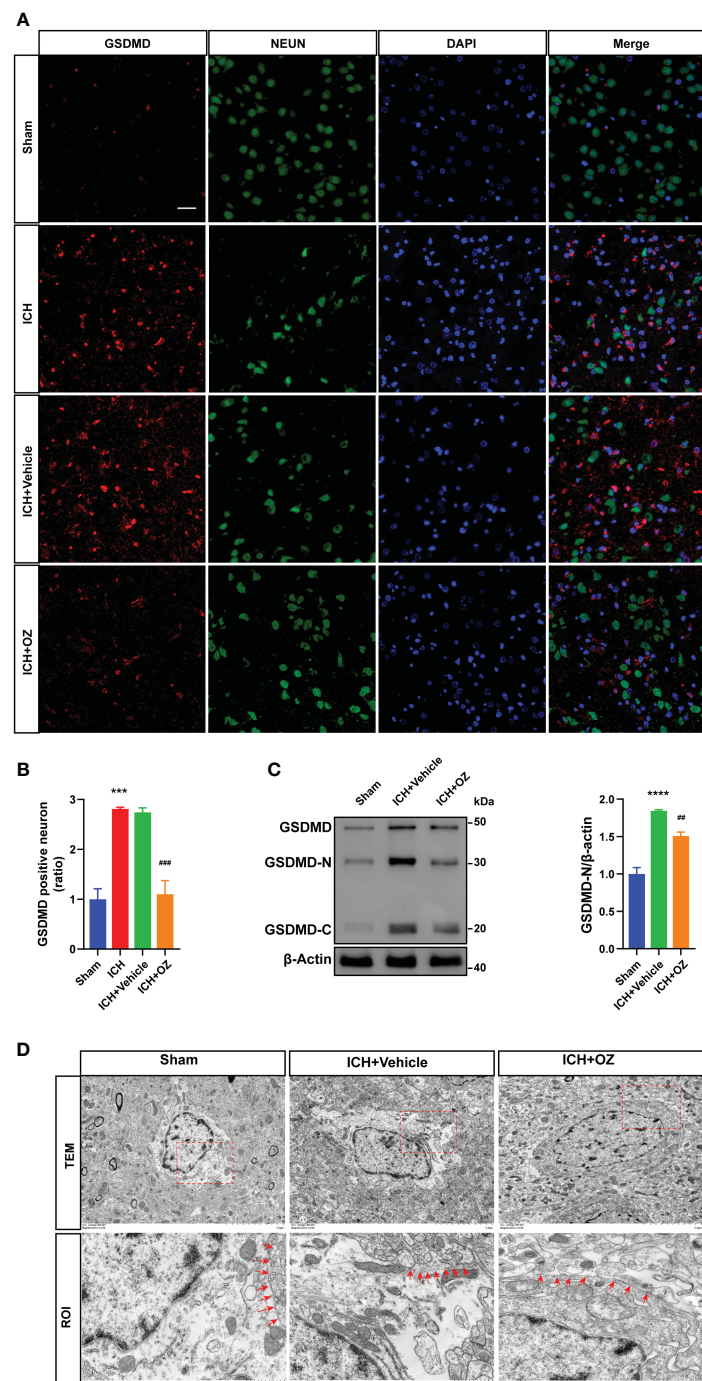 A
GSDMD NEUN DAPI Merge
Sham
ICH
ICH+Vehicle
ICH+OZ
B
GSDMD positive neuron
(ratio)
3
2
1
0
***
###
Sham
ICH
ICH+Vehicle
ICH+OZ
C
Sham
ICH+Vehicle
ICH+OZ
kDa
GSDMD
GSDMD-N
GSDMD-C
β-Actin
50
30
20
40
GSDMD-N/β-actin
2.0
1.5
1.0
0.5
0.0
****
##
Sham
ICH+Vehicle
ICH+OZ
D
Sham ICH+Vehicle ICH+OZ
TEM
ROI